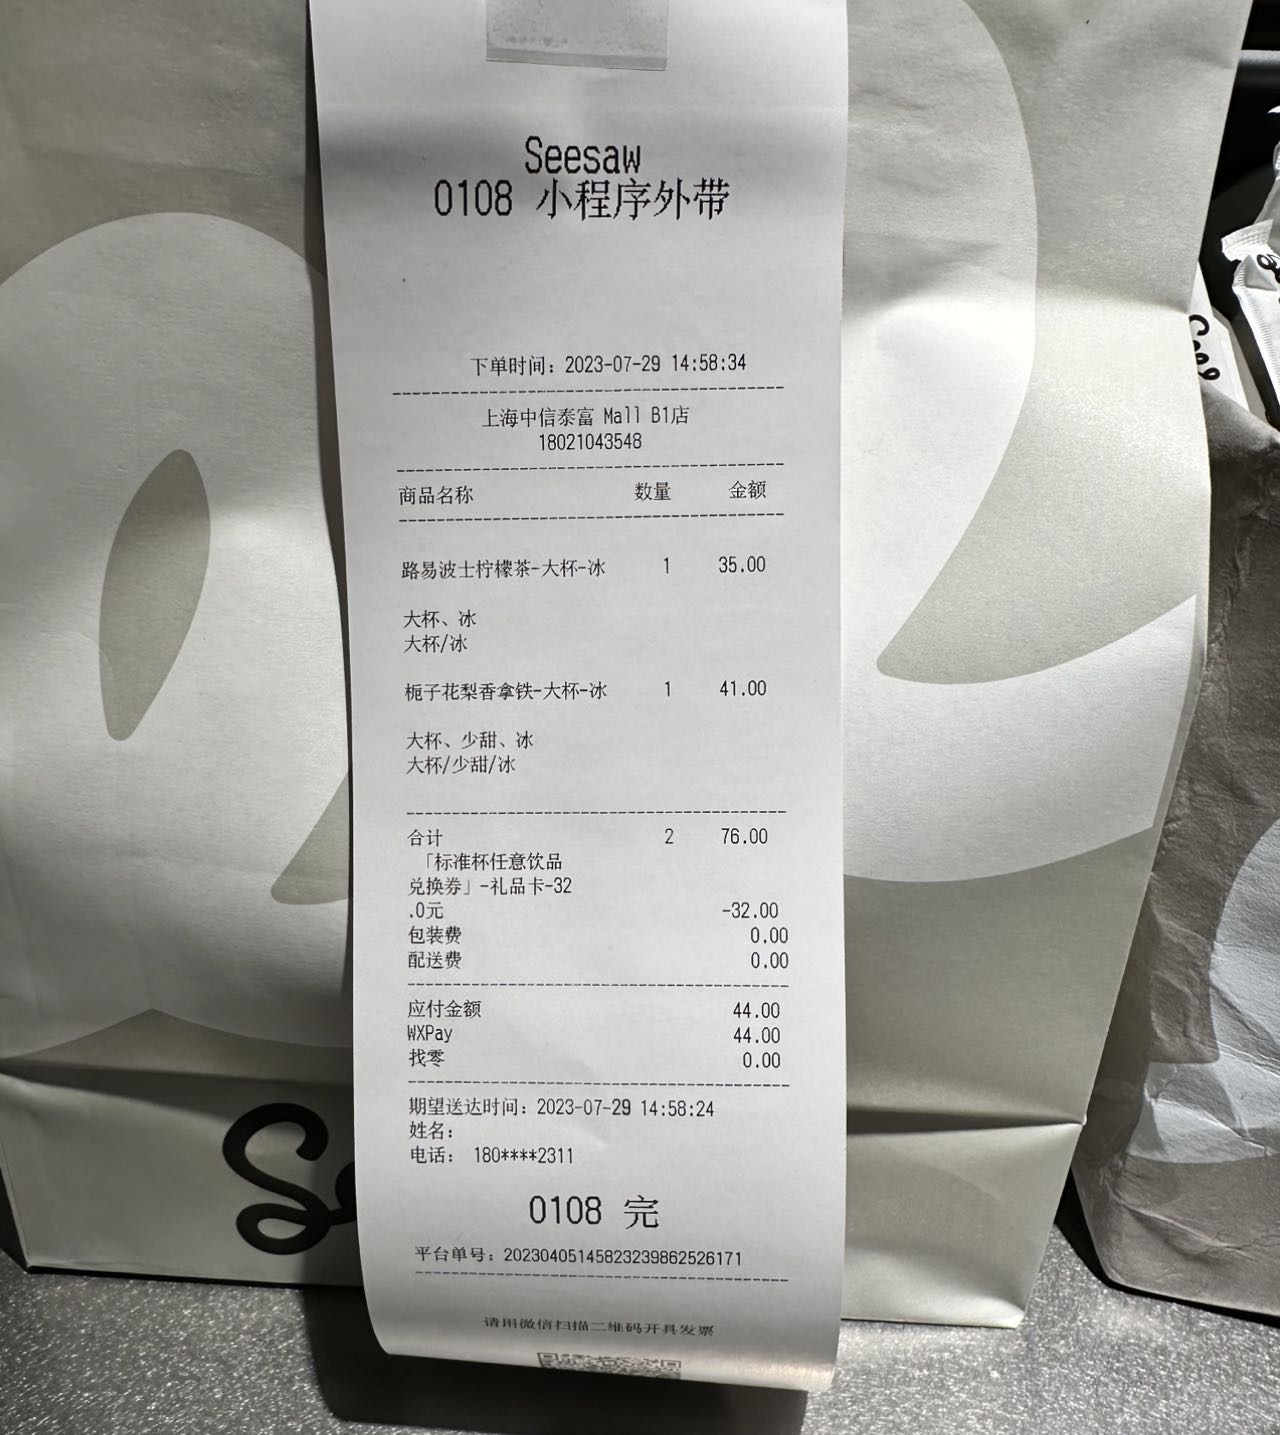 Seesaw
0108 小程序外带
下单时间：2023-07-29 14:58:34
上海中信泰富 Mall B1店
18021043548
商品名称 数量 金额
路易波士柠檬茶-大杯-冰 1 35.00
大杯、冰
大杯/冰
栀子花梨香拿铁-大杯-冰 1 41.00
大杯、少甜、冰
大杯/少甜/冰
合计 2 76.00
「标准杯任意饮品
兑换券」-礼品卡-32
.0元 -32.00
包装费 0.00
配送费 0.00
应付金额 44.00
WXPay 44.00
找零 0.00
期望送达时间：2023-07-29 14:58:24
姓名：
电话： 180****2311
0108 完
平台单号：20230405145823239862526171
请用微信扫描二维码开具发票